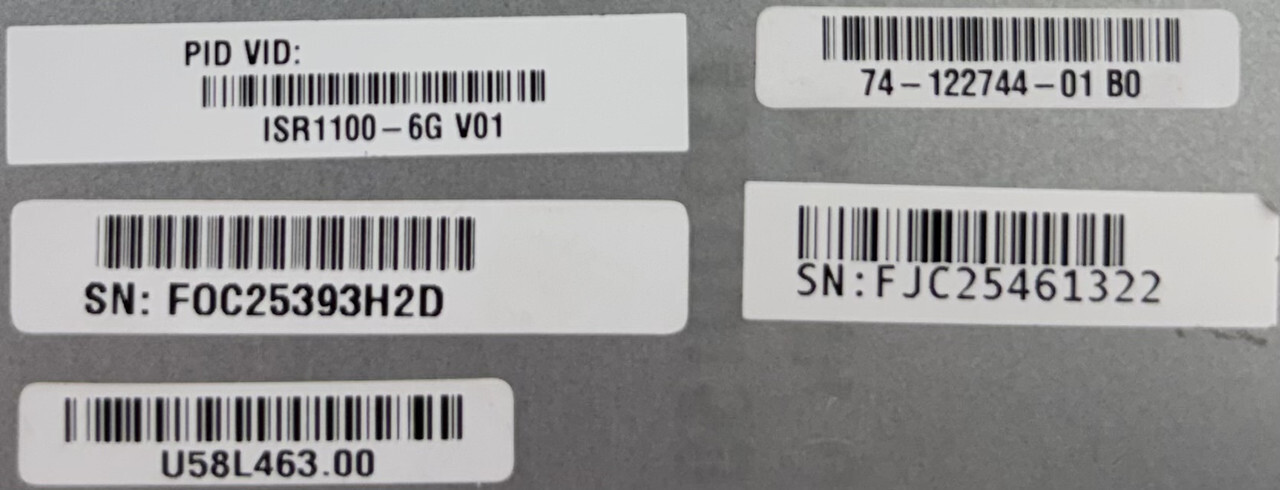 PID VID:
ISR1100-6G V01
74-122744-01 B0
SN: FOC25393H2D
SN:FJC25461322
U58L463.00